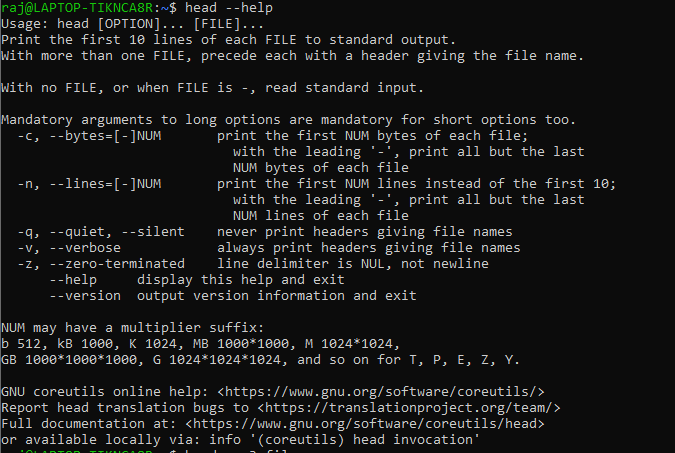 raj@LAPTOP-TIKNCA8R:~$ head --help
Usage: head [OPTION]... [FILE]...
Print the first 10 lines of each FILE to standard output.
With more than one FILE, precede each with a header giving the file name.

With no FILE, or when FILE is -, read standard input.

Mandatory arguments to long options are mandatory for short options too.
  -c, --bytes=[-]NUM       print the first NUM bytes of each file;
                             with the leading '-', print all but the last
                             NUM bytes of each file
  -n, --lines=[-]NUM       print the first NUM lines instead of the first 10;
                             with the leading '-', print all but the last
                             NUM lines of each file
  -q, --quiet, --silent    never print headers giving file names
  -v, --verbose            always print headers giving file names
  -z, --zero-terminated    line delimiter is NUL, not newline
      --help     display this help and exit
      --version  output version information and exit

NUM may have a multiplier suffix:
b 512, kB 1000, K 1024, MB 1000*1000, M 1024*1024,
GB 1000*1000*1000, G 1024*1024*1024, and so on for T, P, E, Z, Y.

GNU coreutils online help: <https://www.gnu.org/software/coreutils/>
Report head translation bugs to <https://translationproject.org/team/>
Full documentation at: <https://www.gnu.org/software/coreutils/head>
or available locally via: info '(coreutils) head invocation'